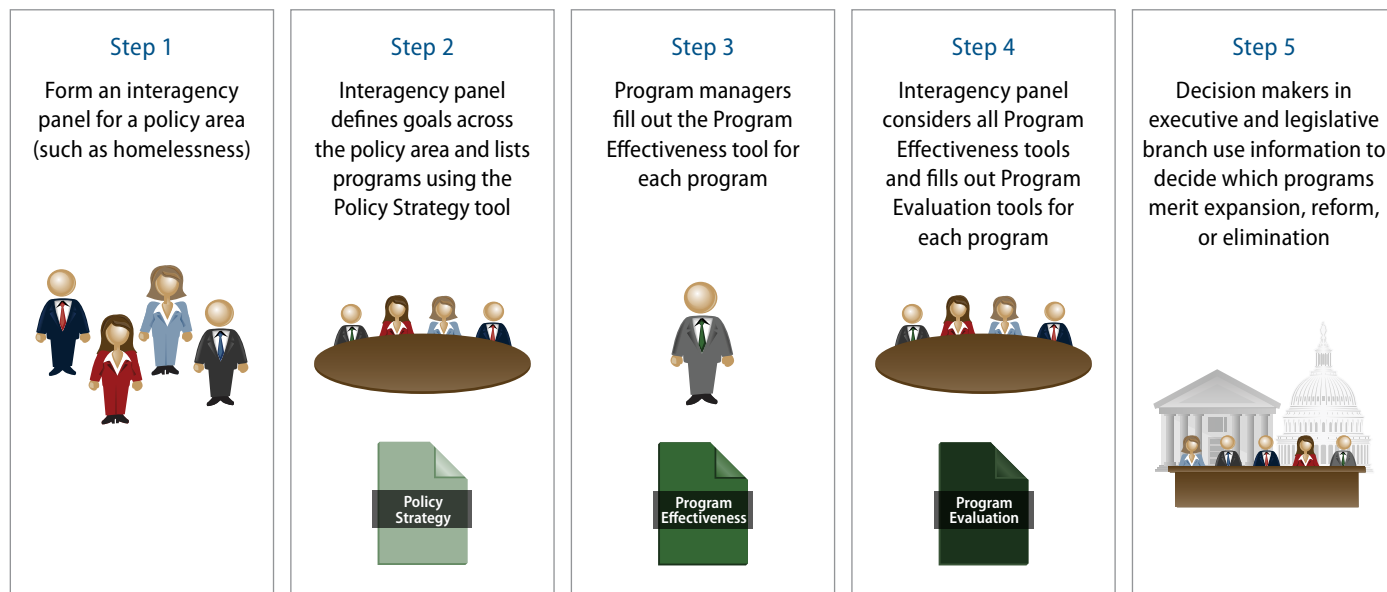 Step 1
Form an interagency
panel for a policy area
(such as homelessness)
Step 2
Interagency panel
defines goals across
the policy area and lists
programs using the
Policy Strategy tool
Policy
Strategy
Step 3
Program managers
fill out the Program
Effectiveness tool for
each program
Program
Effectiveness
Step 4
Interagency panel
considers all Program
Effectiveness tools
and fills out Program
Evaluation tools for
each program
Program
Evaluation
Step 5
Decision makers in
executive and legislative
branch use information to
decide which programs
merit expansion, reform,
or elimination